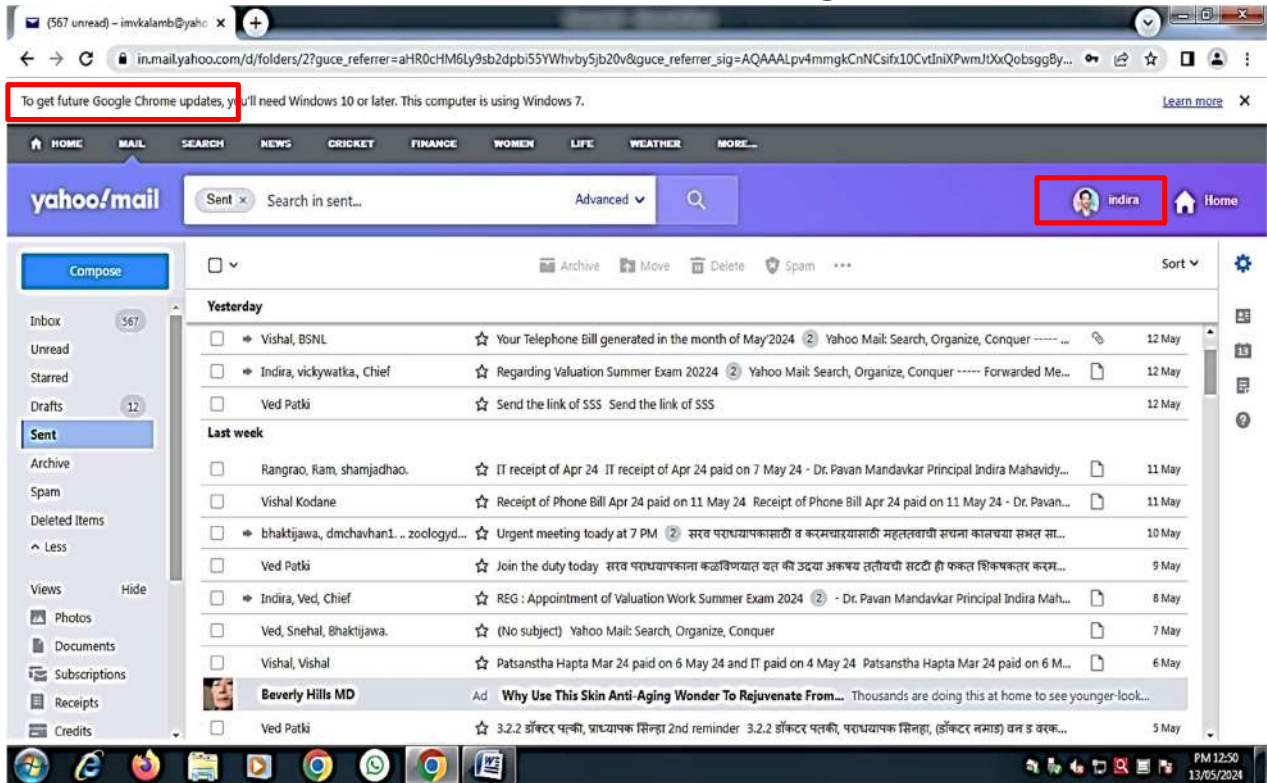 (567 unread) – imvkalamb@yaho
in.mail.yahoo.com/d/folders/2?guce_referrer=aHR0cHM6Ly9sb2dpbi55YWhvby5jb20v&guce_referrer_sig=AQAAALpv4mmgkCnNCsifx10CvtIniXPwmJtXxQobsggBy...
To get future Google Chrome updates, you'll need Windows 10 or later. This computer is using Windows 7. Learn more
HOME MAIL SEARCH NEWS CRICKET FINANCE WOMEN LIFE WEATHER MORE...
yahoo!mail Sent × Search in sent... Advanced indira Home
Compose Archive Move Delete Spam ... Sort
Yesterday
Inbox 567
Vishal, BSNL Your Telephone Bill generated in the month of May'2024 2 Yahoo Mail: Search, Organize, Conquer ----- ... 12 May
Unread
Indira, vickywatka., Chief Regarding Valuation Summer Exam 20224 2 Yahoo Mail: Search, Organize, Conquer ----- Forwarded Me... 12 May
Starred
Drafts 12 Ved Patki Send the link of SSS Send the link of SSS 12 May
Sent Last week
Archive Rangrao, Ram, shamjadhao. IT receipt of Apr 24 IT receipt of Apr 24 paid on 7 May 24 - Dr. Pavan Mandavkar Principal Indira Mahavidy... 11 May
Spam Vishal Kodane Receipt of Phone Bill Apr 24 paid on 11 May 24 Receipt of Phone Bill Apr 24 paid on 11 May 24 - Dr. Pavan... 11 May
Deleted Items
bhaktijawa., dmchavhan1. .. zoologyd... Urgent meeting toady at 7 PM 2 10 May
Less
Ved Patki Join the duty today 9 May
Views Hide Indira, Ved, Chief REG : Appointment of Valuation Work Summer Exam 2024 2 - Dr. Pavan Mandavkar Principal Indira Mah... 8 May
Photos
Ved, Snehal, Bhaktijawa. (No subject) Yahoo Mail: Search, Organize, Conquer 7 May
Documents
Vishal, Vishal Patsanstha Hapta Mar 24 paid on 6 May 24 and IT paid on 4 May 24 Patsanstha Hapta Mar 24 paid on 6 M... 6 May
Subscriptions
Receipts Beverly Hills MD Ad Why Use This Skin Anti-Aging Wonder To Rejuvenate From... Thousands are doing this at home to see younger-look...
Credits Ved Patki 3.2.2 2nd reminder 3.2.2 5 May
PM 12:50
13/05/2024